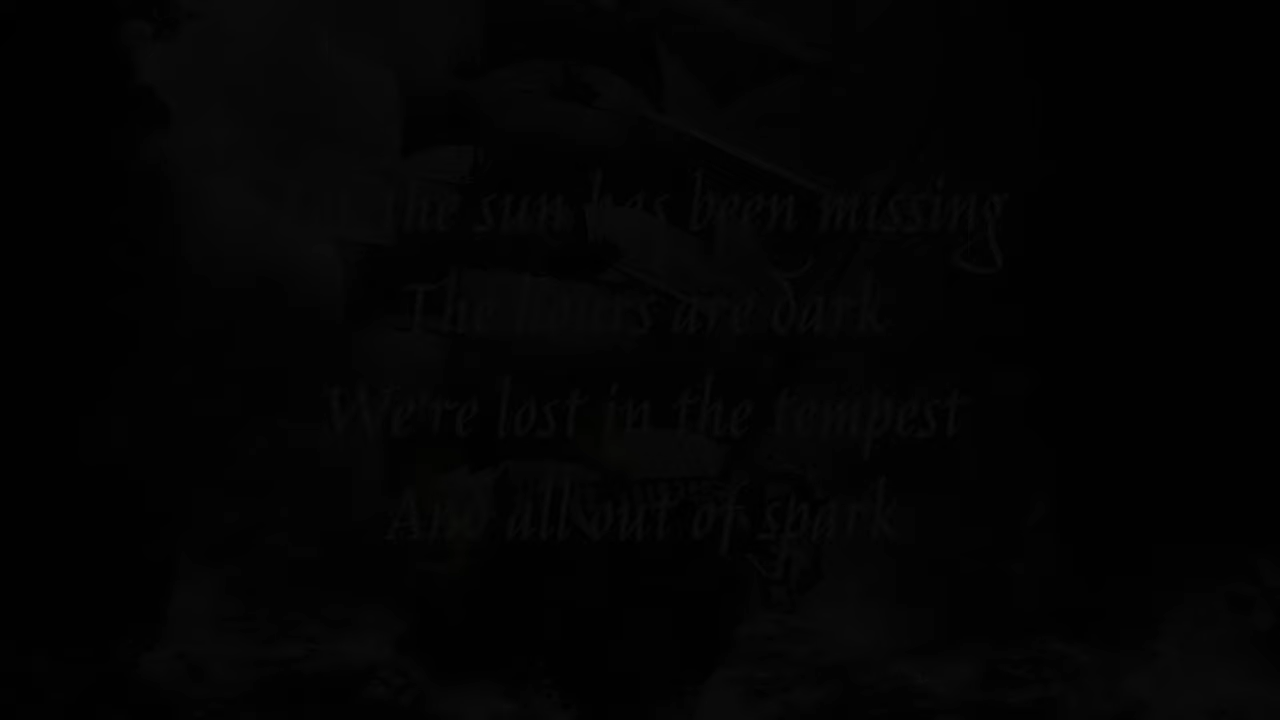 the sun has been missing
The hours are dark
We're lost in the tempest
And all out of spark